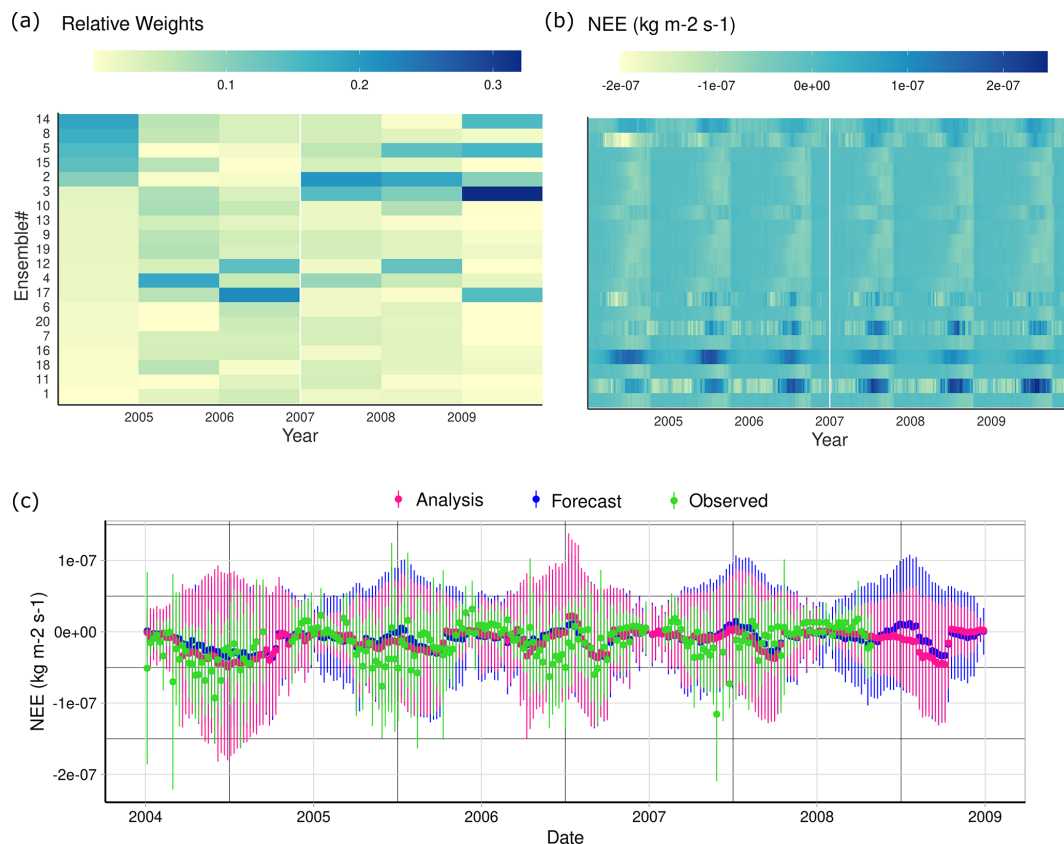 (a) Relative Weights
0.1 0.2 0.3
Ensemble#
14
8
5
15
2
3
10
13
9
19
12
4
17
6
20
7
16
18
11
1
2005 2006 2007 2008 2009
Year
(b) NEE (kg m-2 s-1)
-2e-07 -1e-07 0e+00 1e-07 2e-07
2005 2006 2007 2008 2009
Year
(c)
Analysis Forecast Observed
NEE (kg m-2 s-1)
1e-07
0e+00
-1e-07
-2e-07
2004 2005 2006 2007 2008 2009
Date